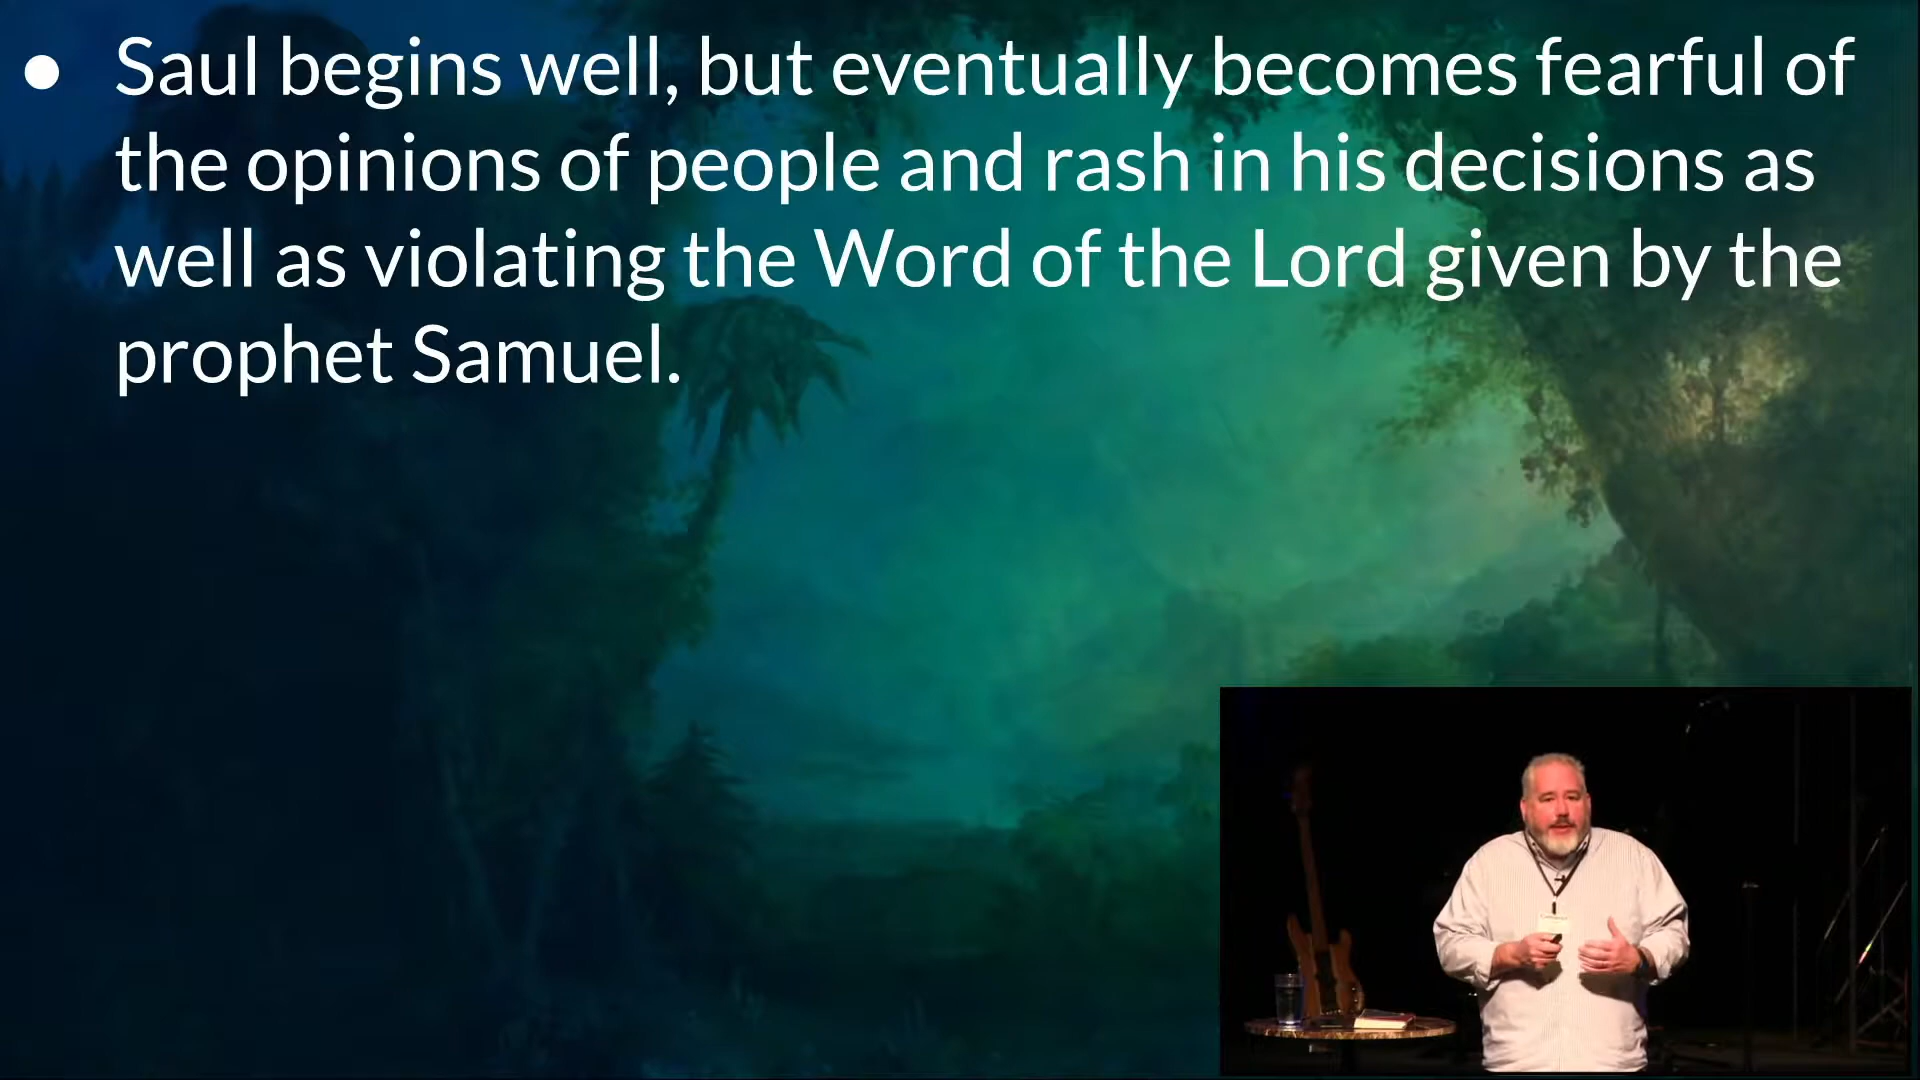 ● Saul begins well, but eventually becomes fearful of
the opinions of people and rash in his decisions as
well as violating the Word of the Lord given by the
prophet Samuel.